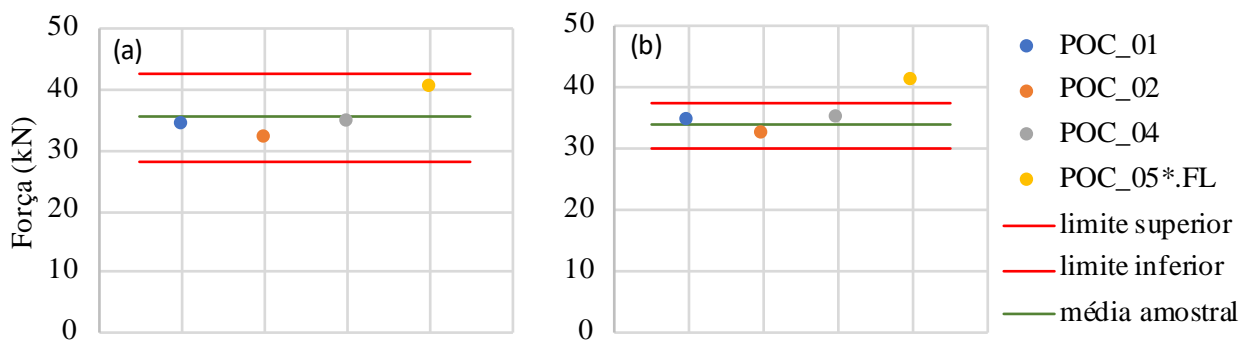 Força (kN)
50
40
30
20
10
0
(a)
50
40
30
20
10
0
(b)
POC_01
POC_02
POC_04
POC_05*.FL
limite superior
limite inferior
média amostral